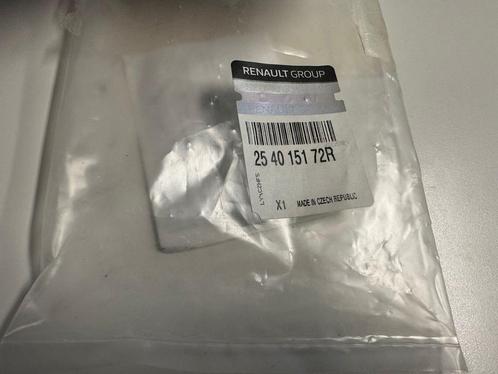 RENAULT GROUP
25 40 151 72R
X1 MADE IN CZECH REPUBLIC